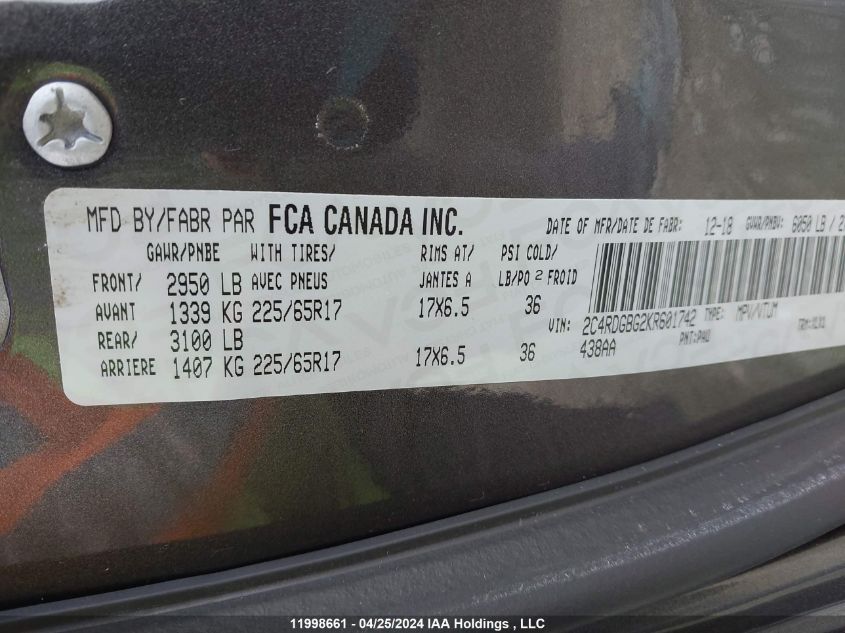 MFD BY/FABR PAR FCA CANADA INC. DATE OF MFR/DATE DE FABR: 12-18 GVWR/PNBV: 6050 LB / 2
GAWR/PNBE WITH TIRES/ RIMS AT/ PSI COLD/
FRONT/ 2950 LB AVEC PNEUS JANTES A LB/PO 2 FROID
AVANT 1339 KG 225/65R17 17X6.5 36
REAR/ 3100 LB VIN: 2C4RDGBG2KR601742 TYPE: MPV/VTUM
ARRIERE 1407 KG 225/65R17 17X6.5 36 438AA PNT:PAU
11998661 - 04/25/2024 IAA Holdings , LLC